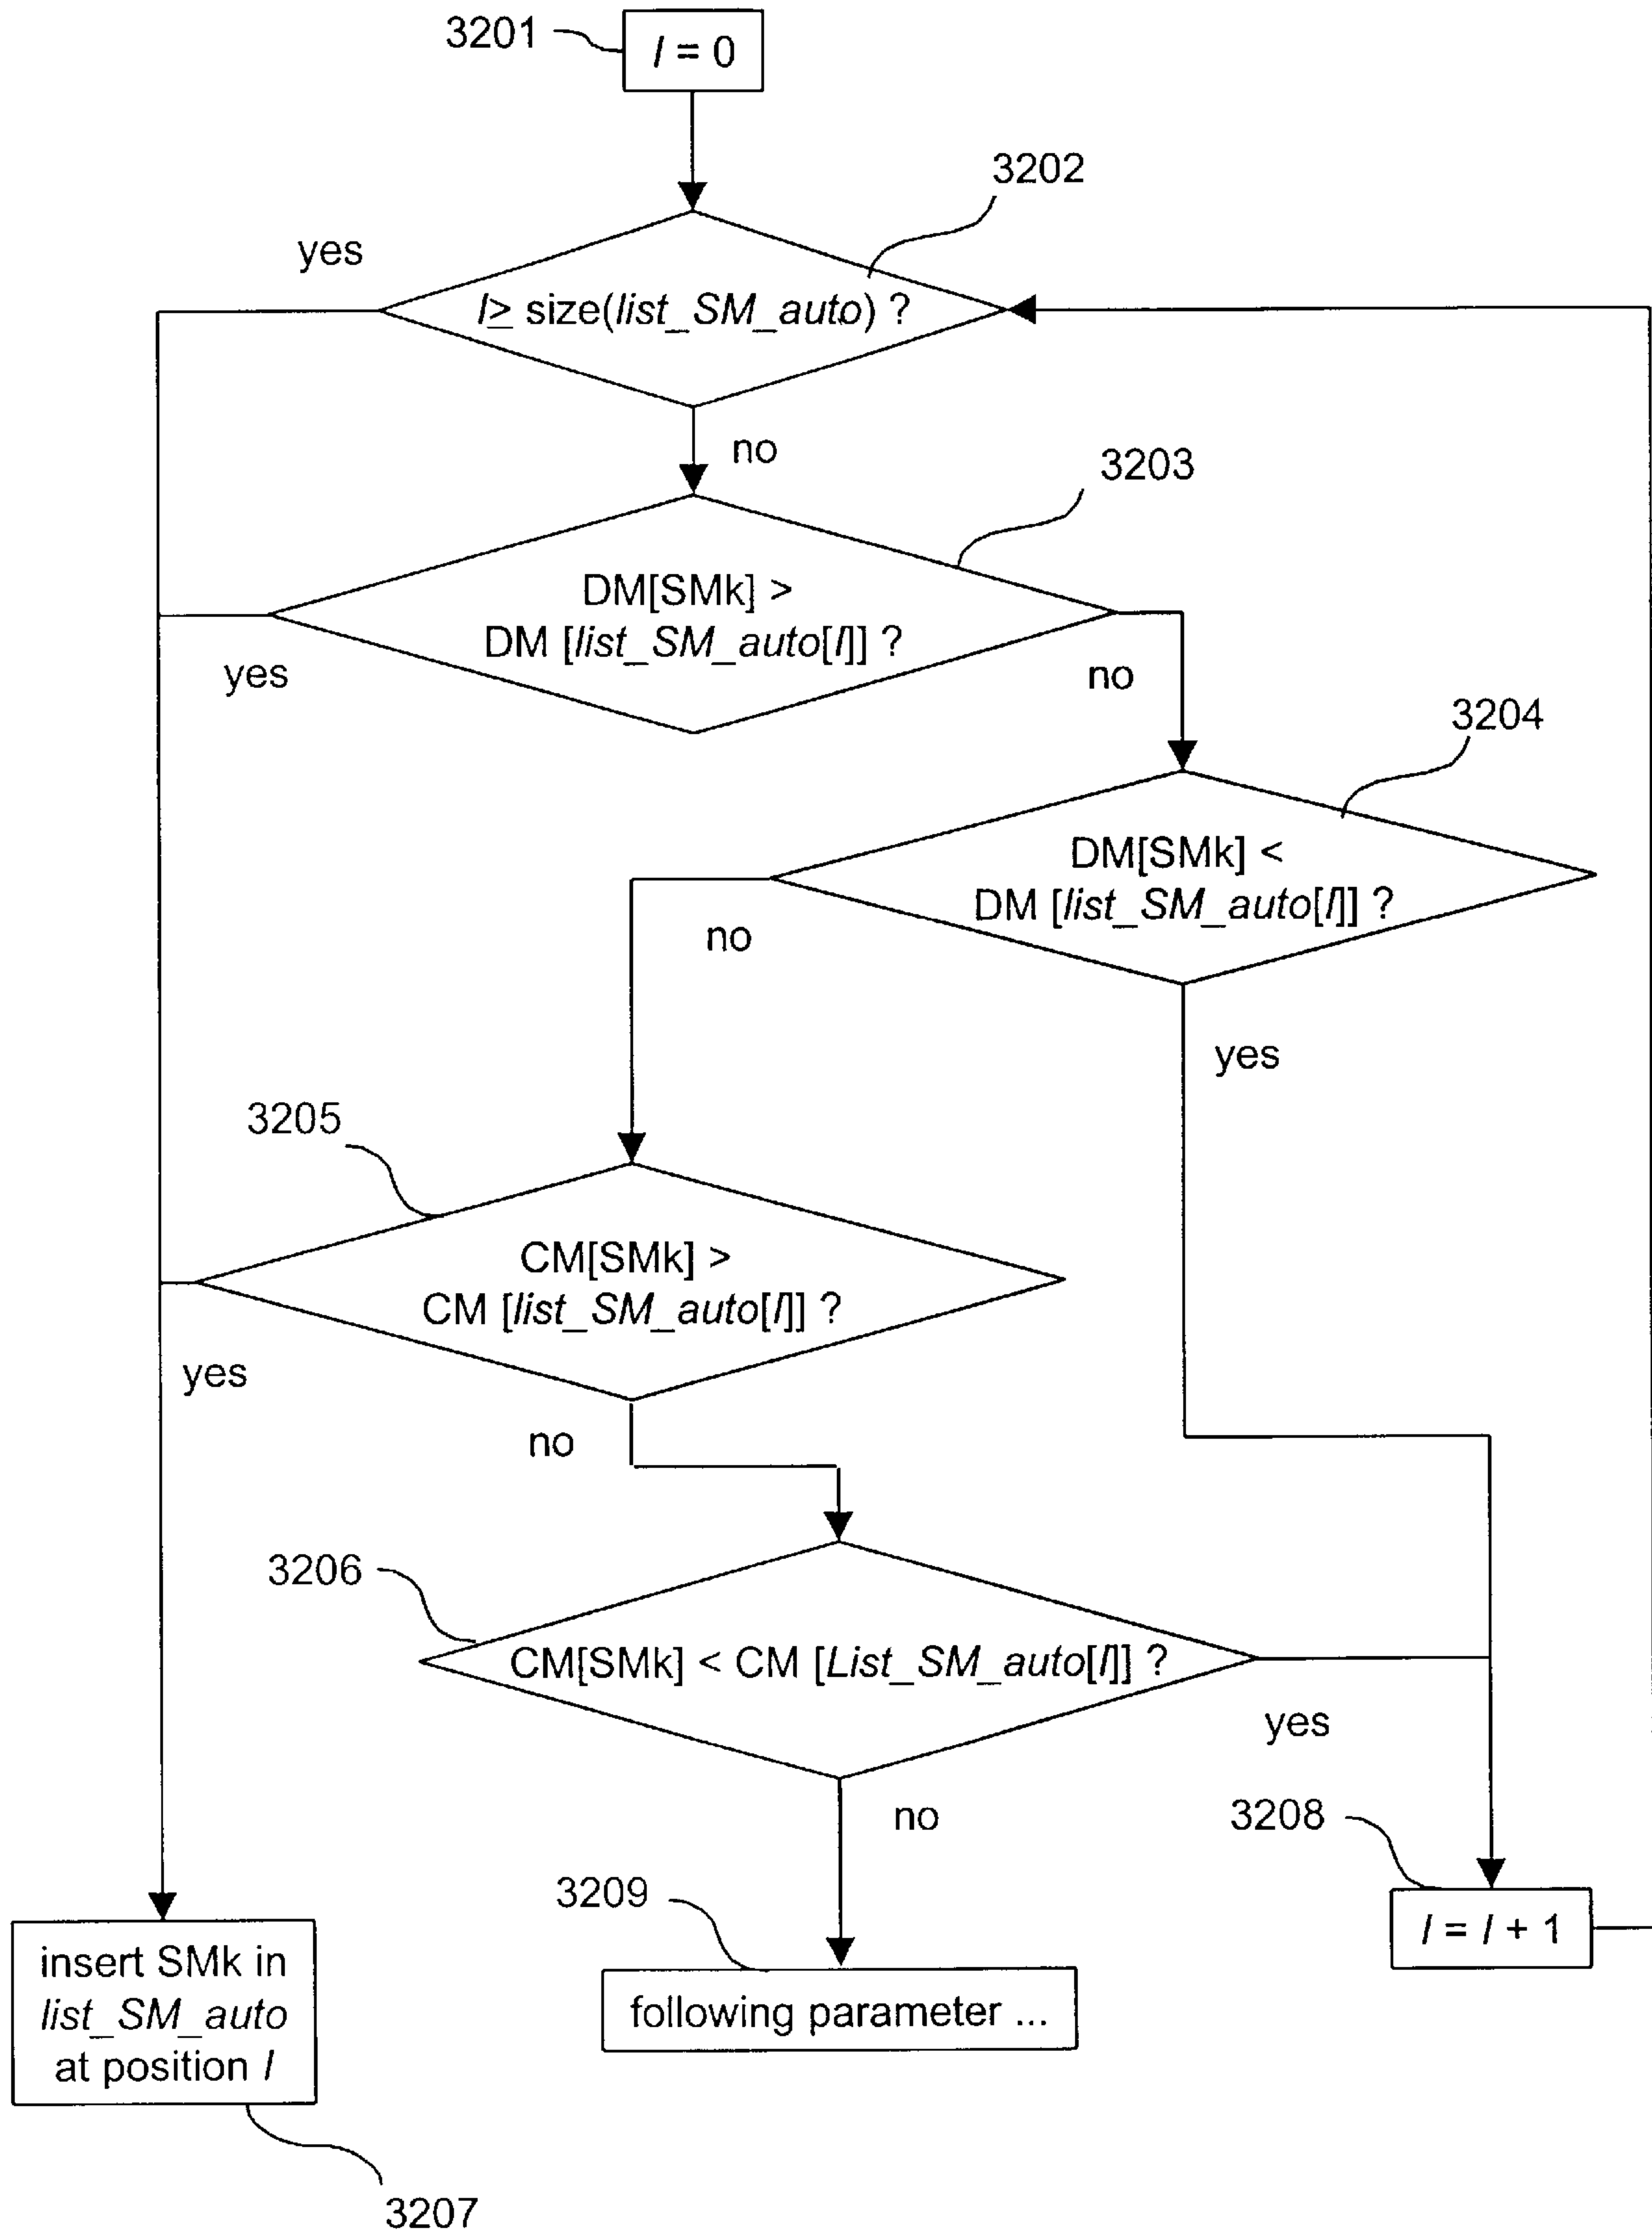 3201
l = 0
3202
yes
l≥ size(list_SM_auto) ?
no
3203
DM[SMk] >
DM [list_SM_auto[l]] ?
yes
no
3204
DM[SMk] <
DM [list_SM_auto[l]] ?
no
yes
3205
CM[SMk] >
CM [list_SM_auto[l]] ?
yes
no
3206
CM[SMk] < CM [List_SM_auto[l]] ?
yes
no
3208
3209
l = l + 1
insert SMk in
list_SM_auto
at position l
following parameter ...
3207